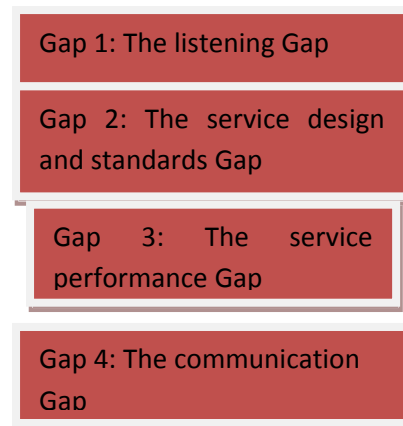 Gap 1: The listening Gap
Gap 2: The service design
and standards Gap
Gap 3: The service
performance Gap
Gap 4: The communication
Gap